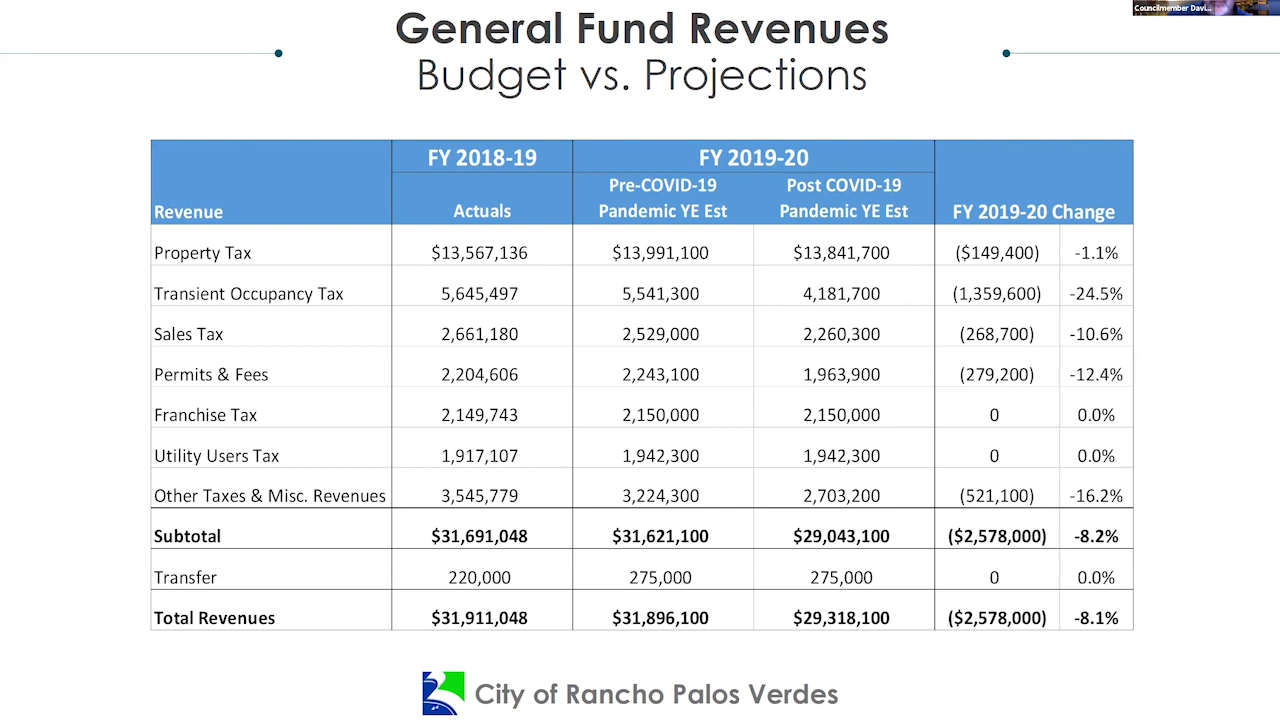 Councilmember Davi...
General Fund Revenues
Budget vs. Projections
FY 2018-19 FY 2019-20
Pre-COVID-19 Post COVID-19
Revenue Actuals Pandemic YE Est Pandemic YE Est FY 2019-20 Change
Property Tax $13,567,136 $13,991,100 $13,841,700 ($149,400) -1.1%
Transient Occupancy Tax 5,645,497 5,541,300 4,181,700 (1,359,600) -24.5%
Sales Tax 2,661,180 2,529,000 2,260,300 (268,700) -10.6%
Permits & Fees 2,204,606 2,243,100 1,963,900 (279,200) -12.4%
Franchise Tax 2,149,743 2,150,000 2,150,000 0 0.0%
Utility Users Tax 1,917,107 1,942,300 1,942,300 0 0.0%
Other Taxes & Misc. Revenues 3,545,779 3,224,300 2,703,200 (521,100) -16.2%
Subtotal $31,691,048 $31,621,100 $29,043,100 ($2,578,000) -8.2%
Transfer 220,000 275,000 275,000 0 0.0%
Total Revenues $31,911,048 $31,896,100 $29,318,100 ($2,578,000) -8.1%
City of Rancho Palos Verdes